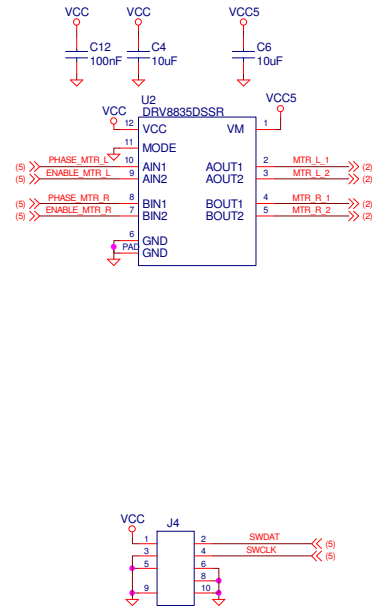 VCC VCC VCC5
C12 C4 C6
100nF 10uF 10uF
VCC5
U2
VCC DRV8835DSSR
12 VCC VM 1
11 MODE
(5) PHASE_MTR_L 10 AIN1 AOUT1 2 MTR_L_1 (2)
(5) ENABLE_MTR_L 9 AIN2 AOUT2 3 MTR_L_2 (2)
(5) PHASE_MTR_R 8 BIN1 BOUT1 4 MTR_R_1 (2)
(5) ENABLE_MTR_R 7 BIN2 BOUT2 5 MTR_R_2 (2)
6 GND
PAD GND
VCC J4
1 2 SWDAT (5)
3 4 SWCLK (5)
5 6
8
9 10